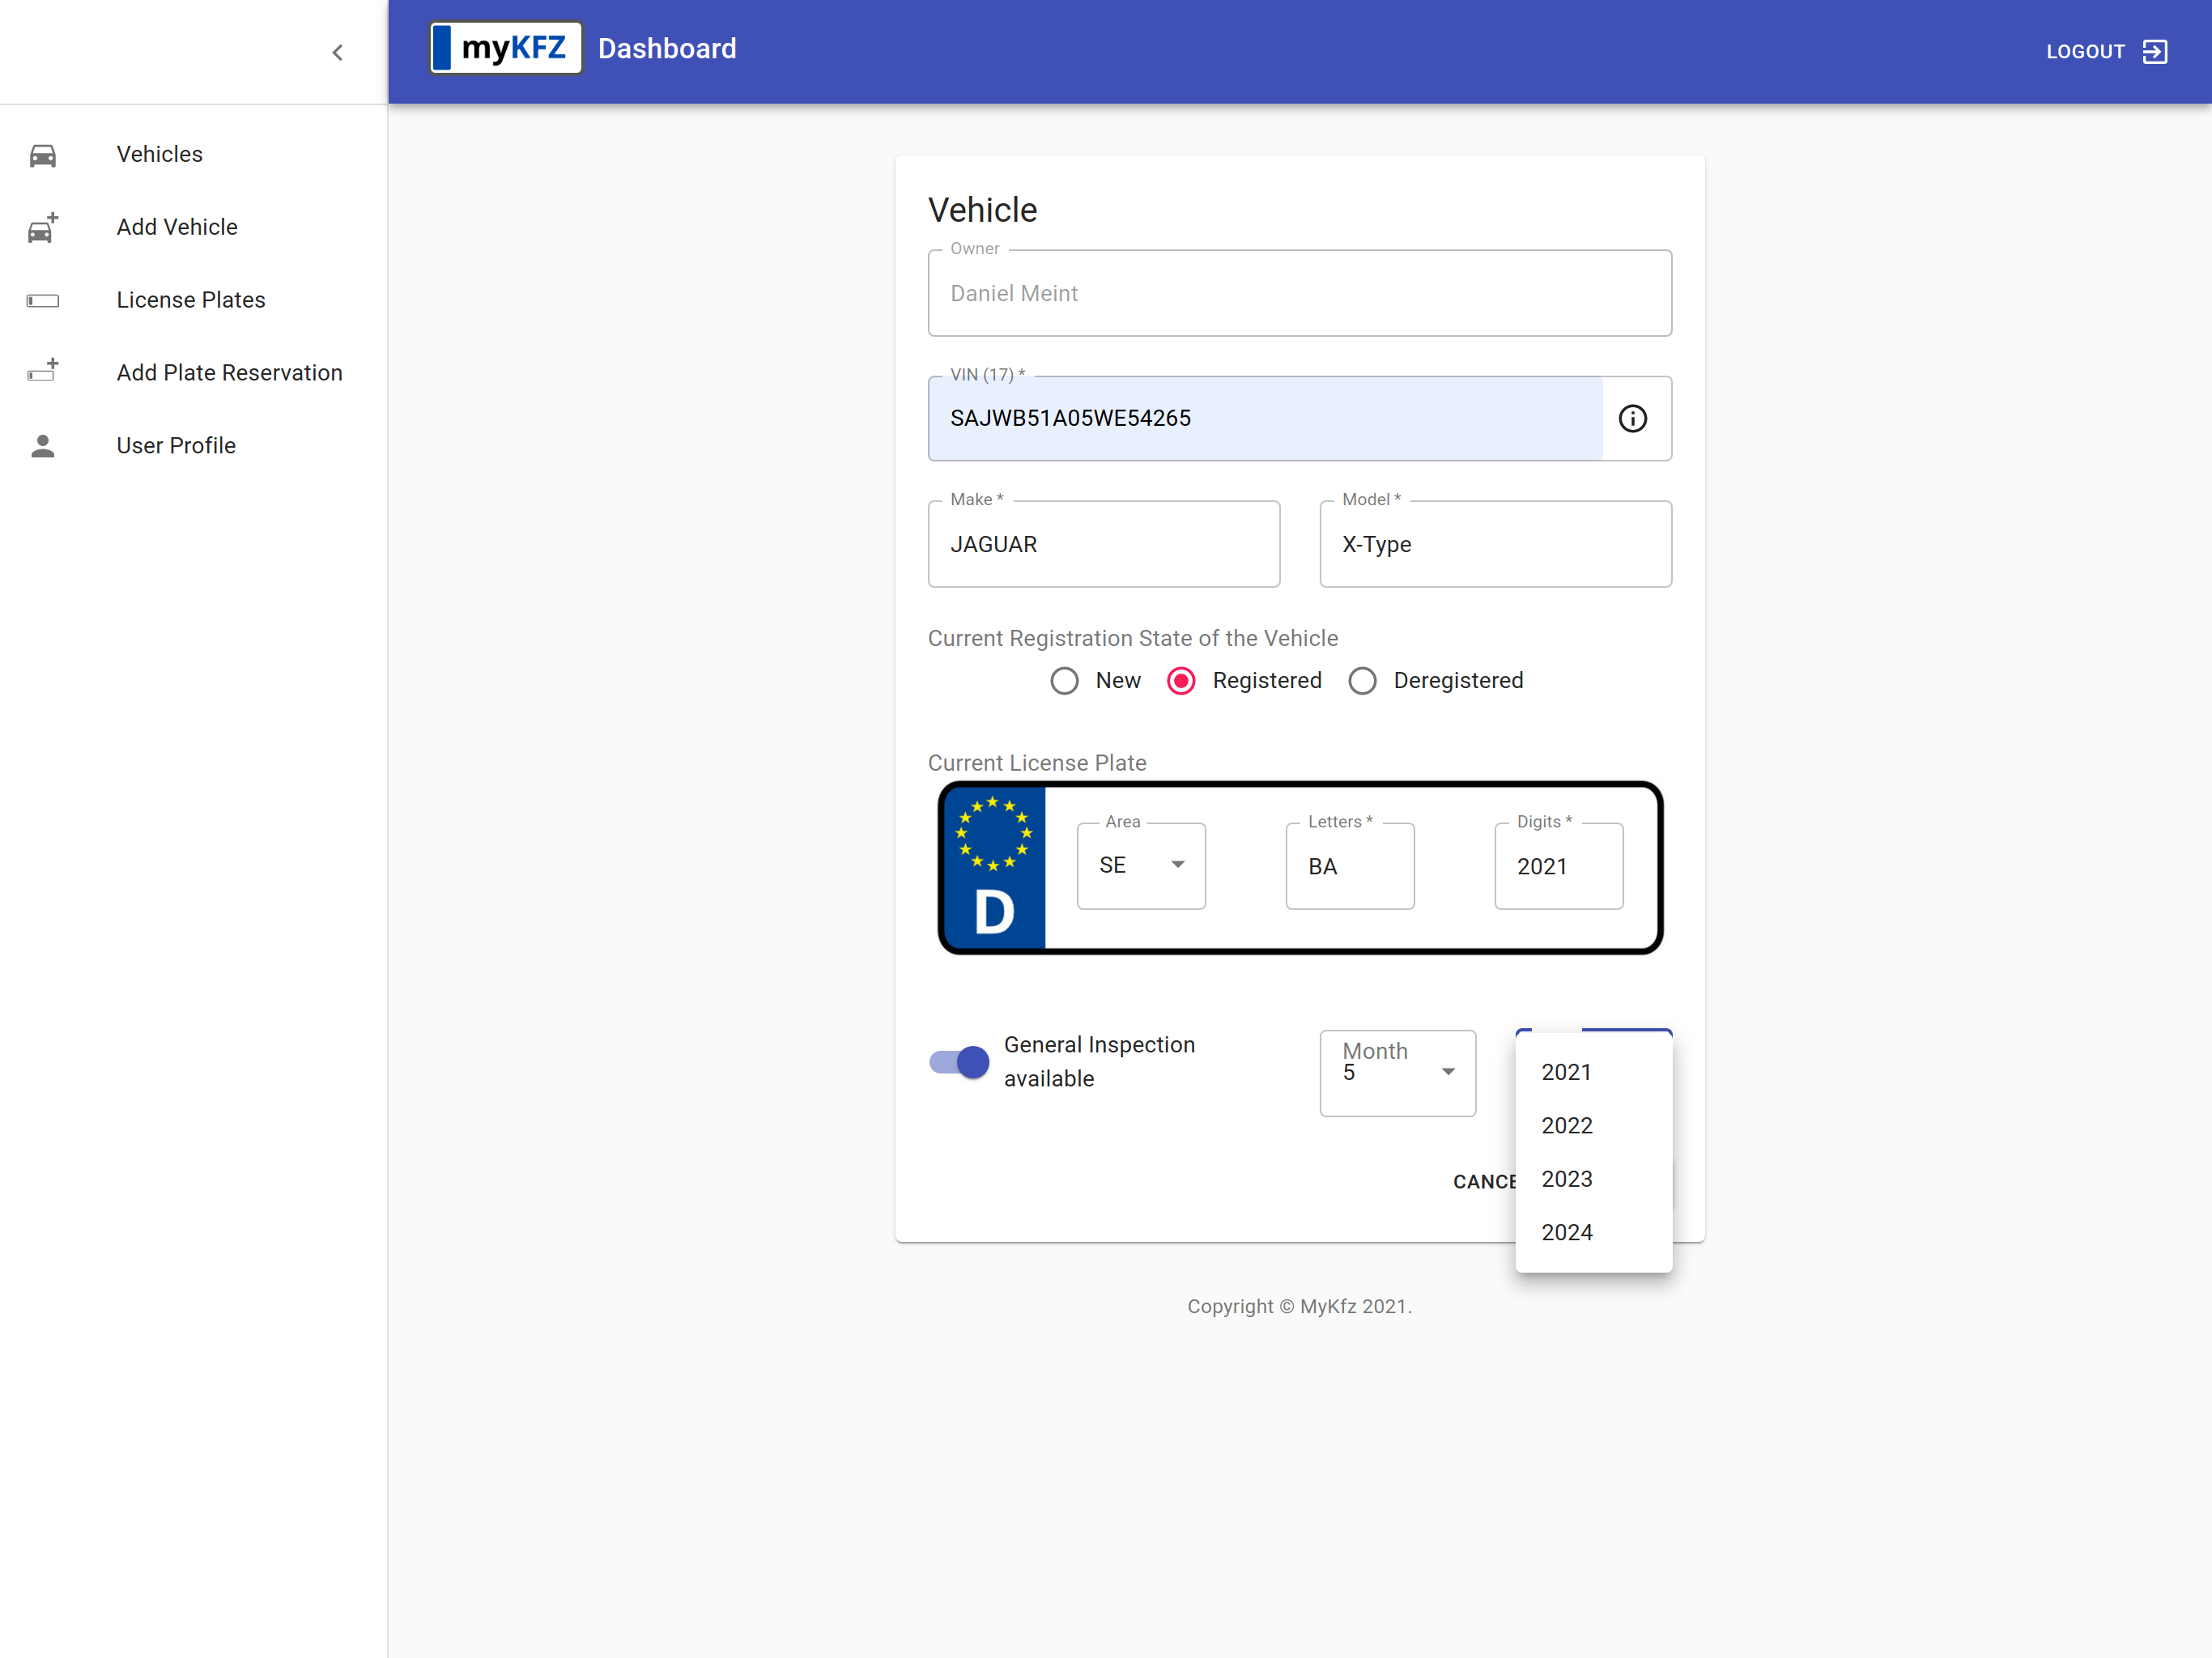 myKFZ Dashboard
LOGOUT
Vehicles
Add Vehicle
License Plates
Add Plate Reservation
User Profile
Vehicle
Owner
Daniel Meint
VIN (17) *
SAJWB51A05WE54265
Make *
JAGUAR
Model *
X-Type
Current Registration State of the Vehicle
New
Registered
Deregistered
Current License Plate
D
Area
SE
Letters *
BA
Digits *
2021
General Inspection
available
Month
5
2021
2022
2023
2024
CANCE
Copyright © MyKfz 2021.